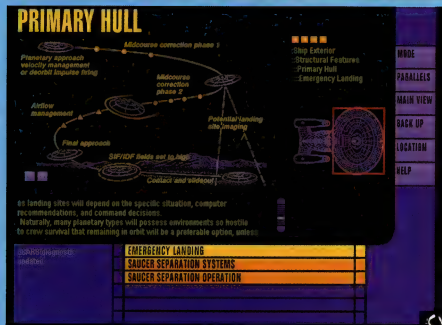 PRIMARY HULL
Midcourse correction phase 1
Planetary approach
velocity management
or deorbit impulse firing
Midcourse
correction
phase 2
Airflow
management
Potential landing
site imaging
Final approach
SIF/IDF fields set to high
Contact and slideout
Ship Exterior
:Structural Features
::Primary Hull
:::Emergency Landing
MODE
PARALLELS
MAIN VIEW
BACK UP
LOCATION
HELP
as landing sites will depend on the specific situation, computer
recommendations, and command decisions.
Naturally, many planetary types will possess environments so hostile
to crew survival that remaining in orbit will be a preferable option, unless
EMERGENCY LANDING
SAUCER SEPARATION SYSTEMS
SAUCER SEPARATION OPERATION